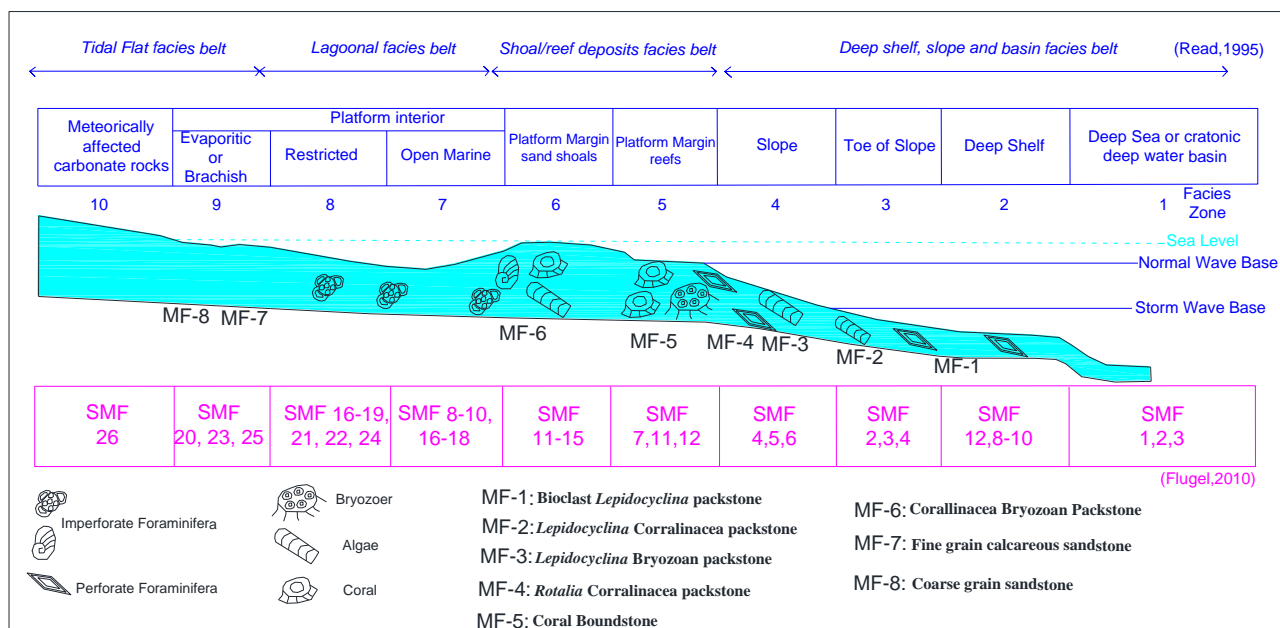 Tidal Flat facies belt
Lagoonal facies belt
Shoal/reef deposits facies belt
Deep shelf, slope and basin facies belt
(Read,1995)
Meteorically
affected
carbonate rocks
Platform interior
Evaporitic
or
Brachish
Restricted
Open Marine
Platform Margin
sand shoals
Platform Margin
reefs
Slope
Toe of Slope
Deep Shelf
Deep Sea or cratonic
deep water basin
10
9
8
7
6
5
4
3
2
1
Facies
Zone
Sea Level
Normal Wave Base
Storm Wave Base
MF-8
MF-7
MF-6
MF-5
MF-4
MF-3
MF-2
MF-1
SMF
26
SMF
20, 23, 25
SMF 16-19,
21, 22, 24
SMF 8-10,
16-18
SMF
11-15
SMF
7,11,12
SMF
4,5,6
SMF
2,3,4
SMF
12,8-10
SMF
1,2,3
(Flugel,2010)
Imperforate Foraminifera
Perforate Foraminifera
Bryozoer
Algae
Coral
MF-1: Bioclast Lepidocyclina packstone
MF-2: Lepidocyclina Corralinacea packstone
MF-3: Lepidocyclina Bryozoan packstone
MF-4: Rotalia Corralinacea packstone
MF-5: Coral Boundstone
MF-6: Corallinacea Bryozoan Packstone
MF-7: Fine grain calcareous sandstone
MF-8: Coarse grain sandstone